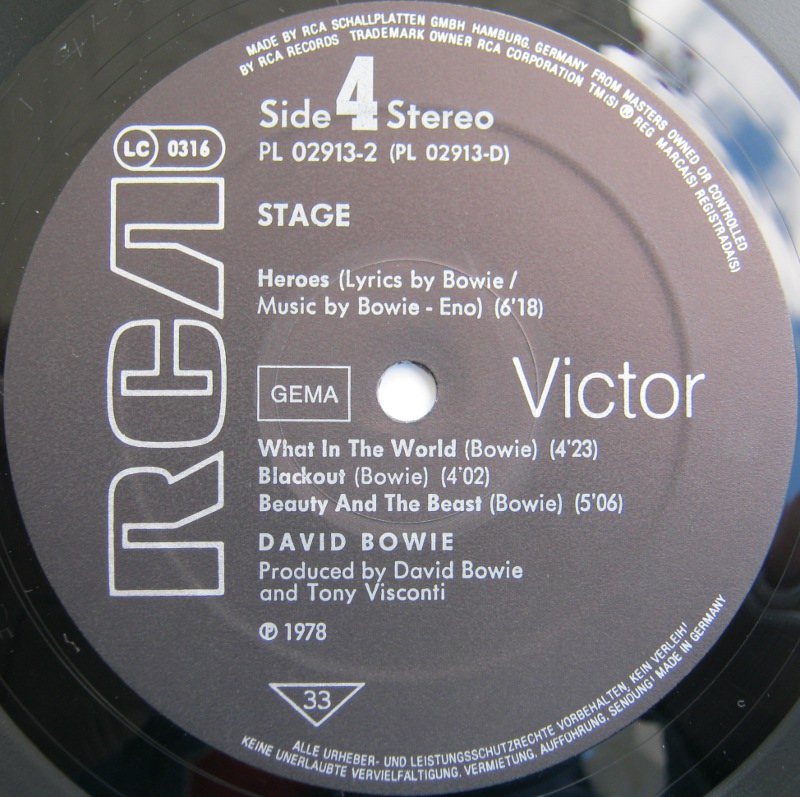 MADE BY RCA SCHALLPLATTEN GMBH HAMBURG, GERMANY FROM MASTERS OWNED OR CONTROLLED
BY RCA RECORDS TRADEMARK OWNER RCA CORPORATION TM(S) ® REG MARCA(S) REGISTRADA(S)
Side 4 Stereo
LC 0316
PL 02913-2 (PL 02913-D)
STAGE
RCA
Heroes (Lyrics by Bowie /
Music by Bowie - Eno) (6'18)
GEMA
Victor
What In The World (Bowie) (4'23)
Blackout (Bowie) (4'02)
Beauty And The Beast (Bowie) (5'06)
DAVID BOWIE
Produced by David Bowie
and Tony Visconti
℗ 1978
33
ALLE URHEBER- UND LEISTUNGSSCHUTZRECHTE VORBEHALTEN, KEIN VERLEIH!
KEINE UNERLAUBTE VERVIELFÄLTIGUNG, VERMIETUNG, AUFFÜHRUNG, SENDUNG! MADE IN GERMANY